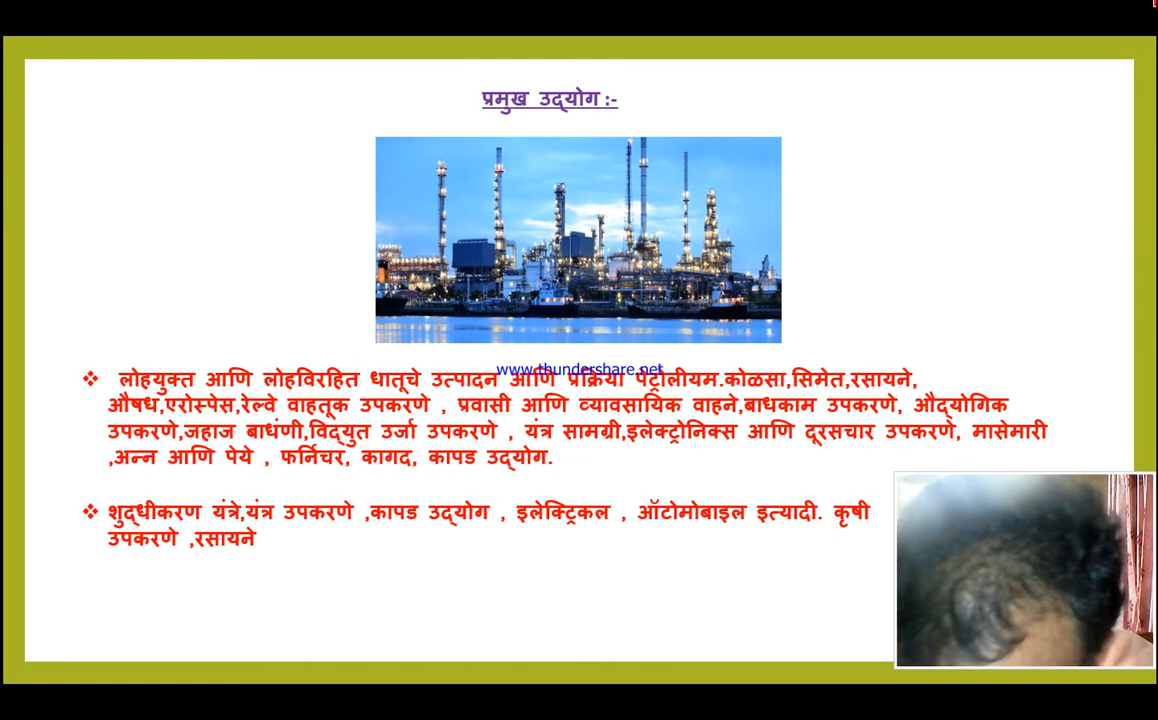 प्रमुख उद्योग :-
www.thundershare.net
❖ लोहयुक्त आणि लोहविरहित धातूचे उत्पादन आणि प्रक्रिया पेट्रोलीयम.कोळसा,सिमेत,रसायने,
औषध,एरोस्पेस,रेल्वे वाहतूक उपकरणे , प्रवासी आणि व्यावसायिक वाहने,बाधकाम उपकरणे, औद्योगिक
उपकरणे,जहाज बाधंणी,विद्युत उर्जा उपकरणे , यंत्र सामग्री,इलेक्ट्रोनिक्स आणि दूरसचार उपकरणे, मासेमारी
,अन्न आणि पेये , फर्निचर, कागद, कापड उद्योग.
❖ शुद्धीकरण यंत्रे,यंत्र उपकरणे ,कापड उद्योग , इलेक्ट्रिकल , ऑटोमोबाइल इत्यादी. कृषी
उपकरणे ,रसायने